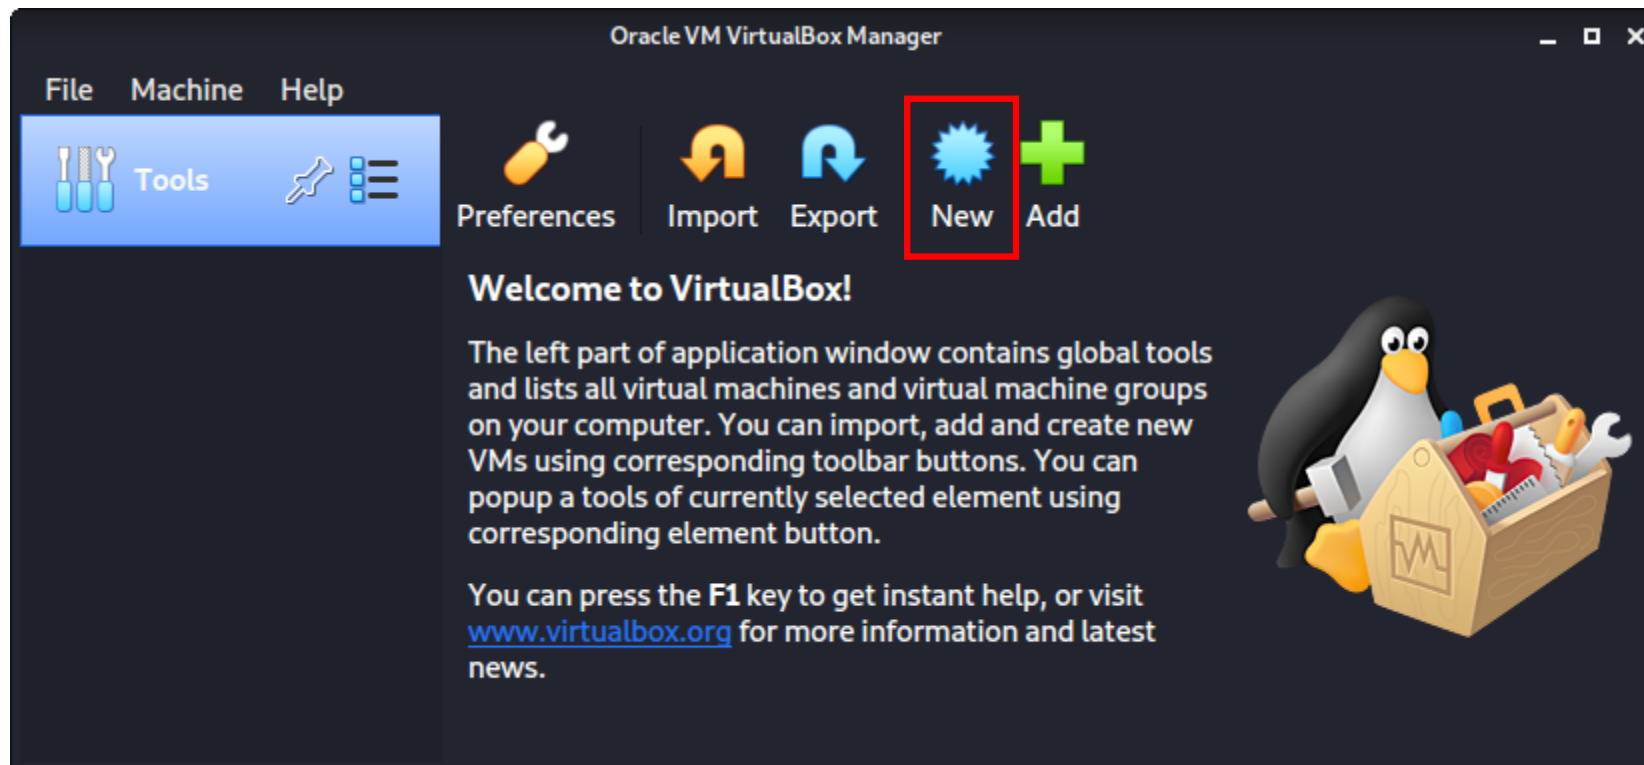 Oracle VM VirtualBox Manager
File Machine Help
Tools
Preferences Import Export New Add
Welcome to VirtualBox!
The left part of application window contains global tools
and lists all virtual machines and virtual machine groups
on your computer. You can import, add and create new
VMs using corresponding toolbar buttons. You can
popup a tools of currently selected element using
corresponding element button.
You can press the F1 key to get instant help, or visit
www.virtualbox.org for more information and latest
news.